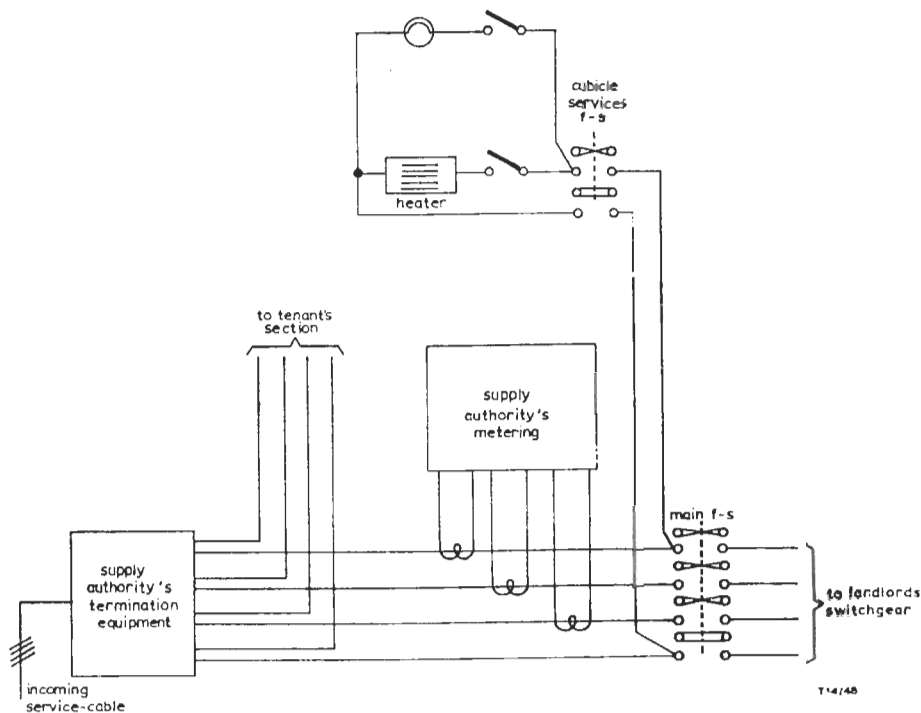 cubicle
services
f-s
heater
to tenant's
section
supply
authority's
metering
main f-s
supply
authority's
termination
equipment
to landlords
switchgear
incoming
service-cable
T14/48